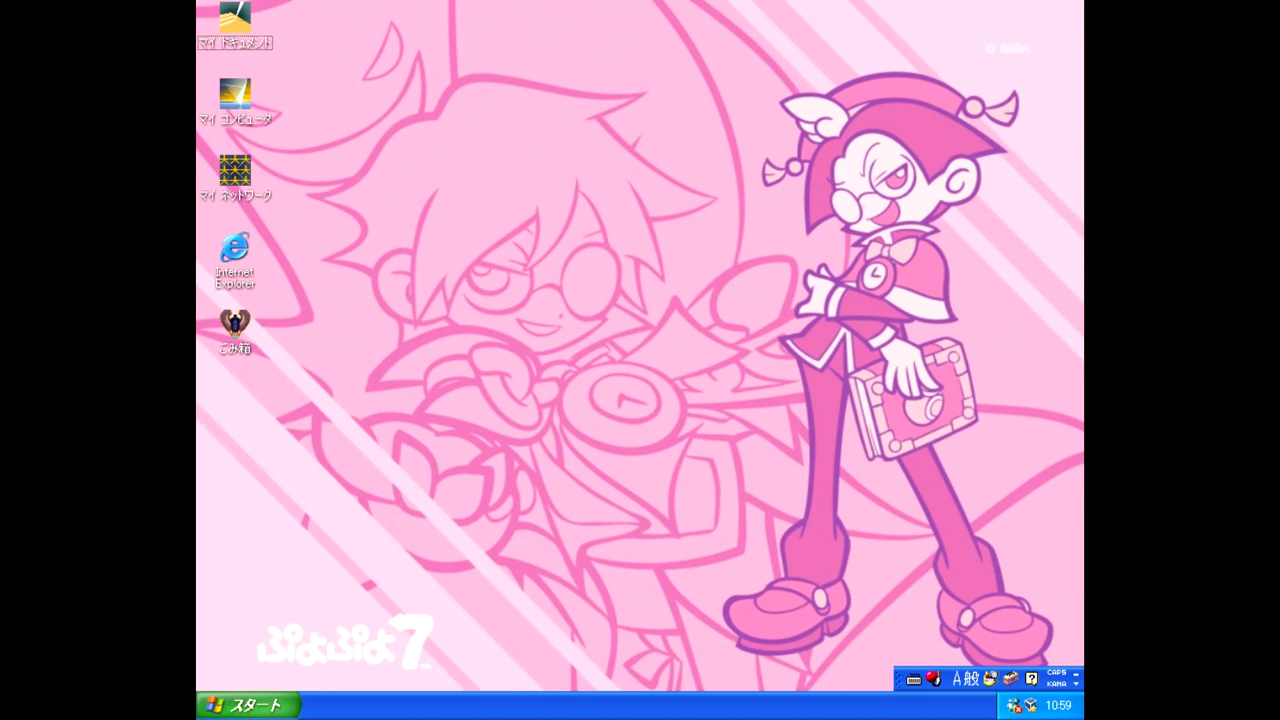 マイ ドキュメント
© SEGA
マイ コンピュータ
マイ ネットワーク
Internet
Explorer
ごみ箱
ぷよぷよ7
TM
A 般
CAPS
KANA
スタート
10:59